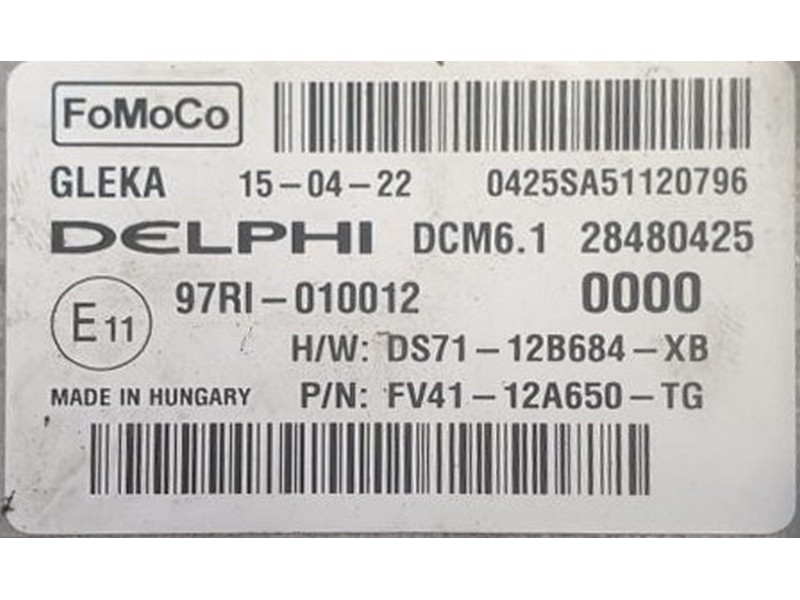 FoMoCo
GLEKA 15-04-22 0425SA51120796
DELPHI DCM6.1 28480425
E11 97RI-010012 0000
H/W: DS71-12B684-XB
MADE IN HUNGARY P/N: FV41-12A650-TG